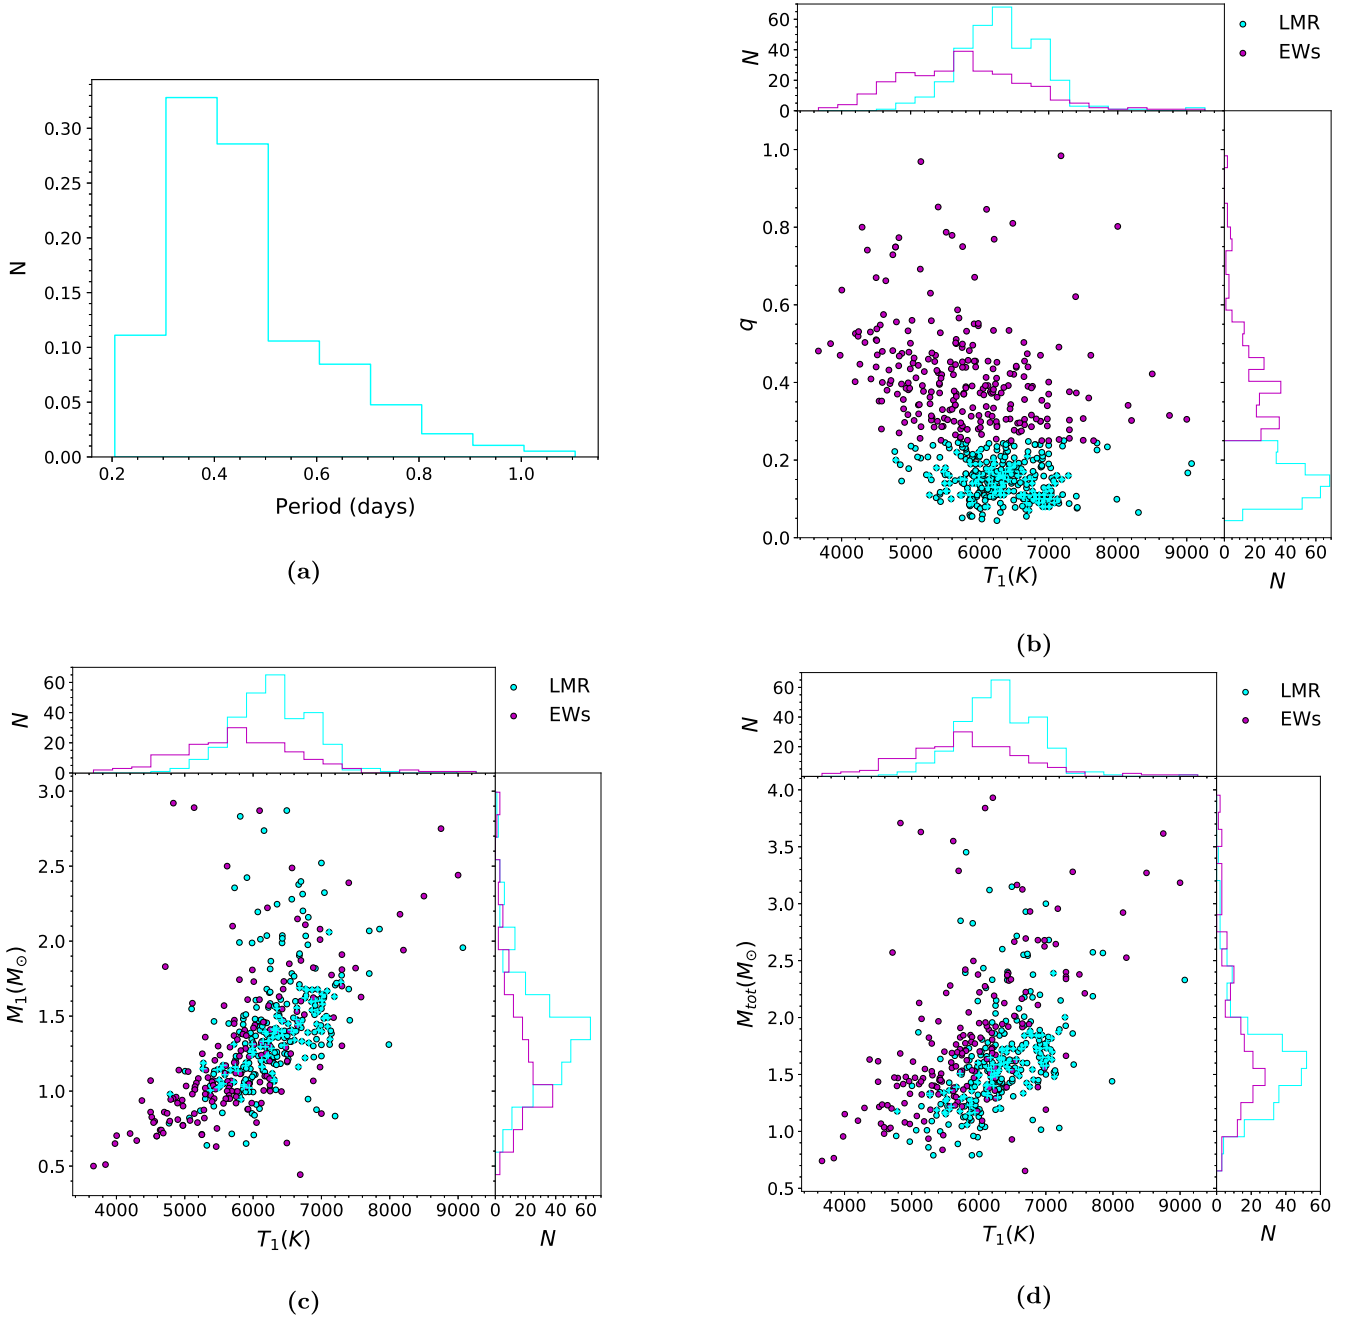 0.30
0.25
0.20
0.15
0.10
0.05
0.00
N
0.2 0.4 0.6 0.8 1.0
Period (days)
(a)
60
40
20
0
N
LMR
EWs
1.0
0.8
0.6
0.4
0.2
0.0
q
4000 5000 6000 7000 8000 9000
T₁(K)
0 20 40 60
N
(b)
60
40
20
0
N
LMR
EWs
3.0
2.5
2.0
1.5
1.0
0.5
M₁(M⊙)
4000 5000 6000 7000 8000 9000
T₁(K)
0 20 40 60
N
(c)
60
40
20
N
LMR
EWs
4.0
3.5
3.0
2.5
2.0
1.5
1.0
0.5
Mtot(M⊙)
4000 5000 6000 7000 8000 9000
T₁(K)
0 20 40 60
N
(d)